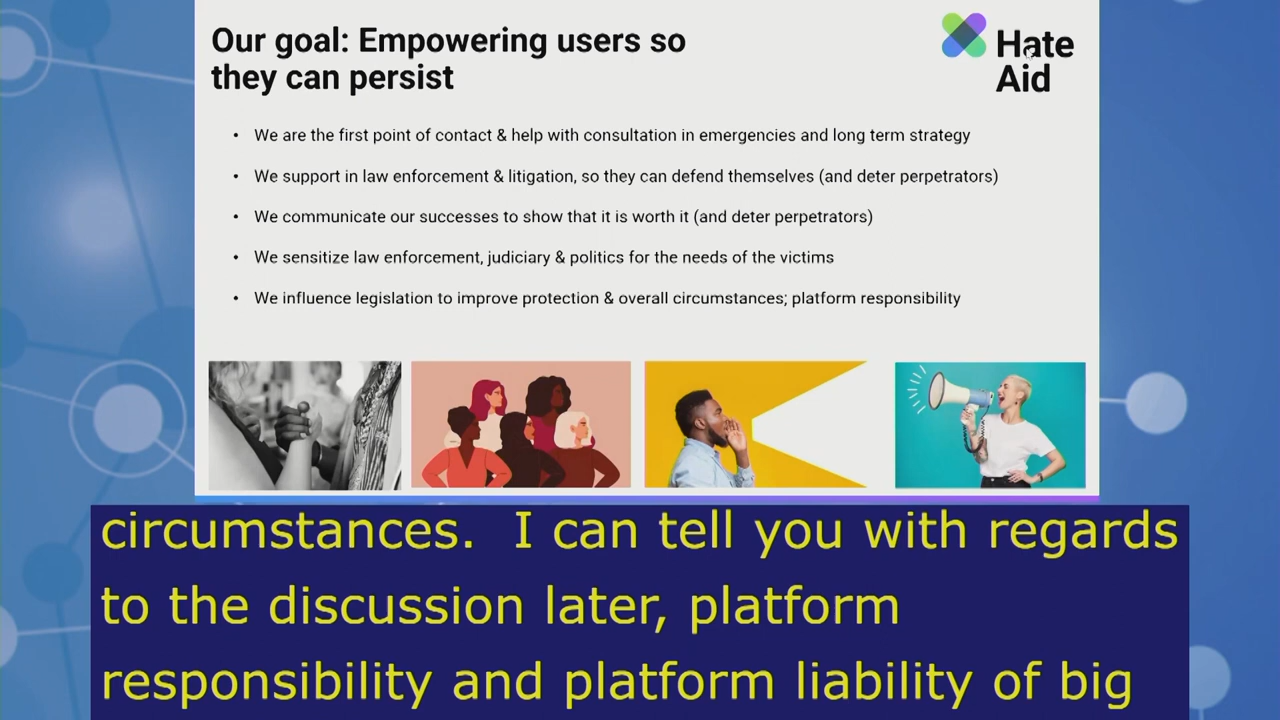 Our goal: Empowering users so
they can persist
Hate
Aid
• We are the first point of contact & help with consultation in emergencies and long term strategy
• We support in law enforcement & litigation, so they can defend themselves (and deter perpetrators)
• We communicate our successes to show that it is worth it (and deter perpetrators)
• We sensitize law enforcement, judiciary & politics for the needs of the victims
• We influence legislation to improve protection & overall circumstances; platform responsibility
circumstances.  I can tell you with regards
to the discussion later, platform
responsibility and platform liability of big